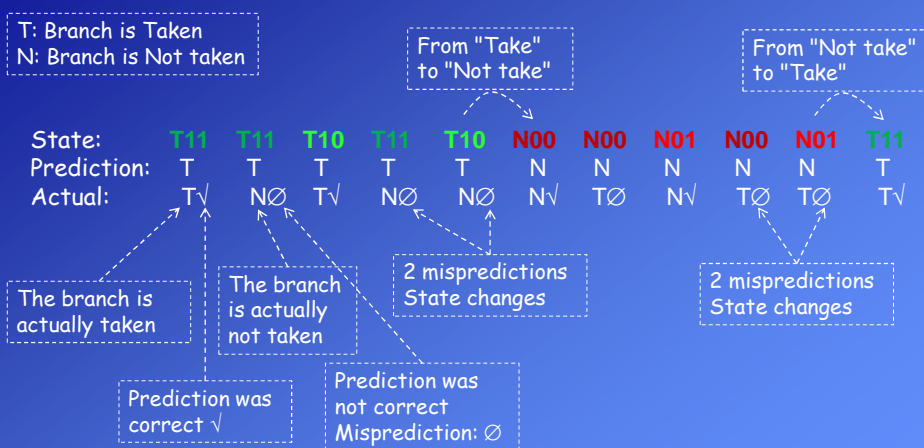 T: Branch is Taken
N: Branch is Not taken
From "Take"
to "Not take"
From "Not take"
to "Take"
State: T11 T11 T10 T11 T10 N00 N00 N01 N00 N01 T11
Prediction: T T T T T N N N N N T
Actual: T√ N∅ T√ N∅ N∅ N√ T∅ N√ T∅ T∅ T√
The branch is
actually taken
The branch
is actually
not taken
2 mispredictions
State changes
2 mispredictions
State changes
Prediction was
correct √
Prediction was
not correct
Misprediction: ∅